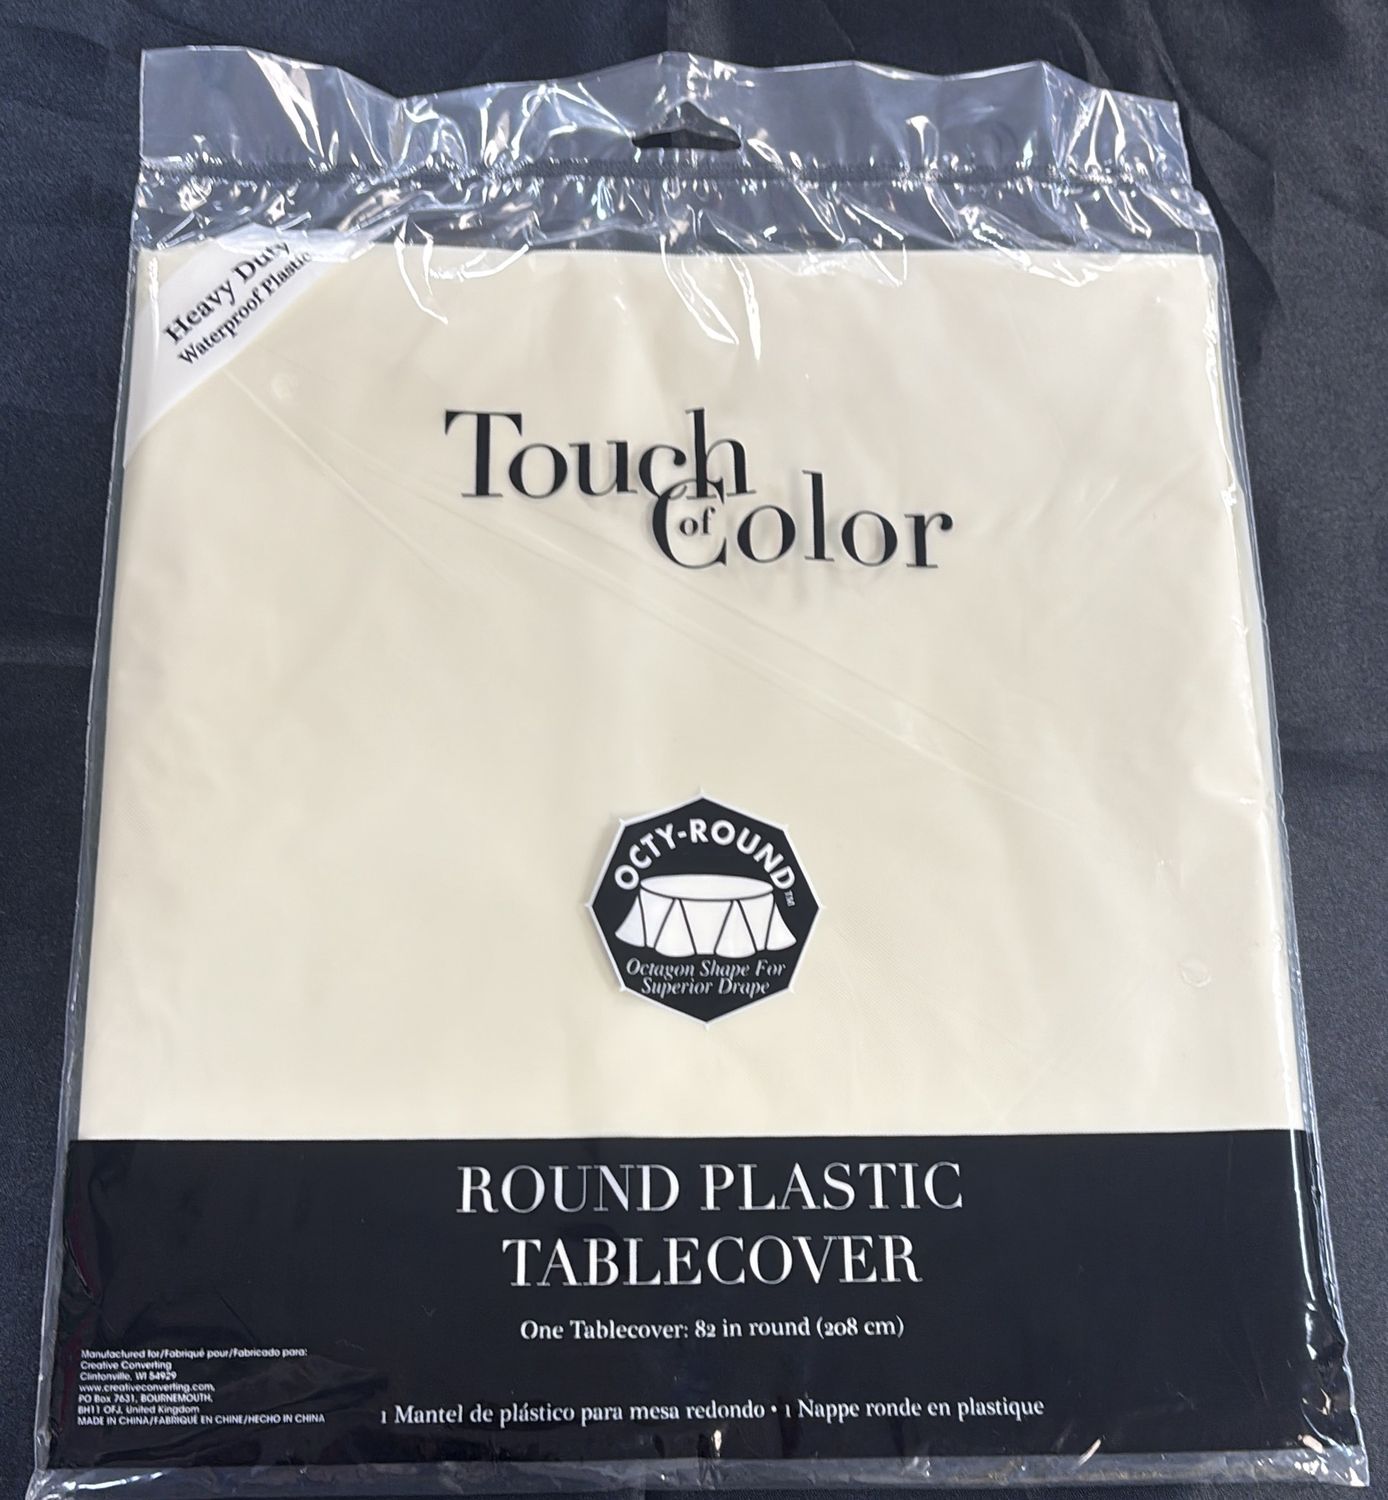 Heavy Duty
Waterproof Plastic
Touch
of
Color
OCTY-ROUND™
Octagon Shape For
Superior Drape
ROUND PLASTIC
TABLECOVER
One Tablecover: 82 in round (208 cm)
Manufactured for/Fabriqué pour/Fabricado para:
Creative Converting
Clintonville, WI 54929
www.creativeconverting.com
PO Box 7631, BOURNEMOUTH,
BH11 OFJ, United Kingdom
MADE IN CHINA/FABRIQUÉ EN CHINE/HECHO IN CHINA
1 Mantel de plástico para mesa redondo • 1 Nappe ronde en plastique